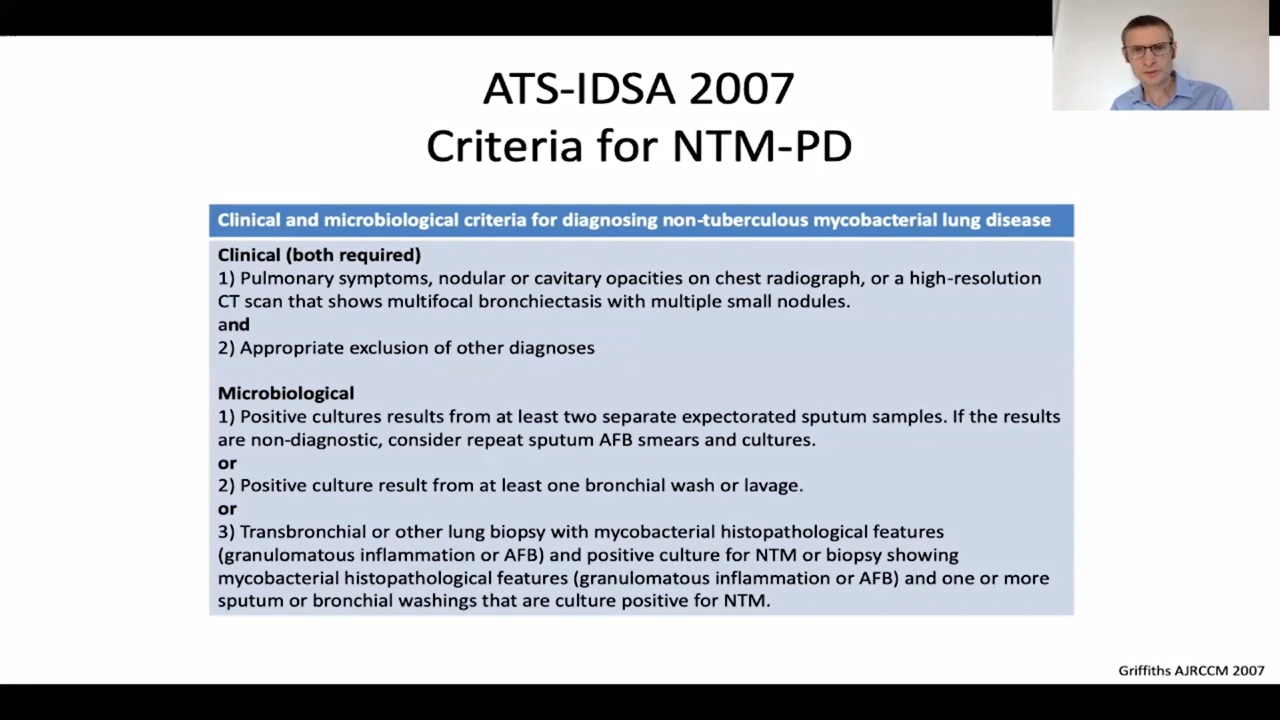 ATS-IDSA 2007
Criteria for NTM-PD
Clinical and microbiological criteria for diagnosing non-tuberculous mycobacterial lung disease
Clinical (both required)
1) Pulmonary symptoms, nodular or cavitary opacities on chest radiograph, or a high-resolution
CT scan that shows multifocal bronchiectasis with multiple small nodules.
and
2) Appropriate exclusion of other diagnoses
Microbiological
1) Positive cultures results from at least two separate expectorated sputum samples. If the results
are non-diagnostic, consider repeat sputum AFB smears and cultures.
or
2) Positive culture result from at least one bronchial wash or lavage.
or
3) Transbronchial or other lung biopsy with mycobacterial histopathological features
(granulomatous inflammation or AFB) and positive culture for NTM or biopsy showing
mycobacterial histopathological features (granulomatous inflammation or AFB) and one or more
sputum or bronchial washings that are culture positive for NTM.
Griffiths AJRCCM 2007